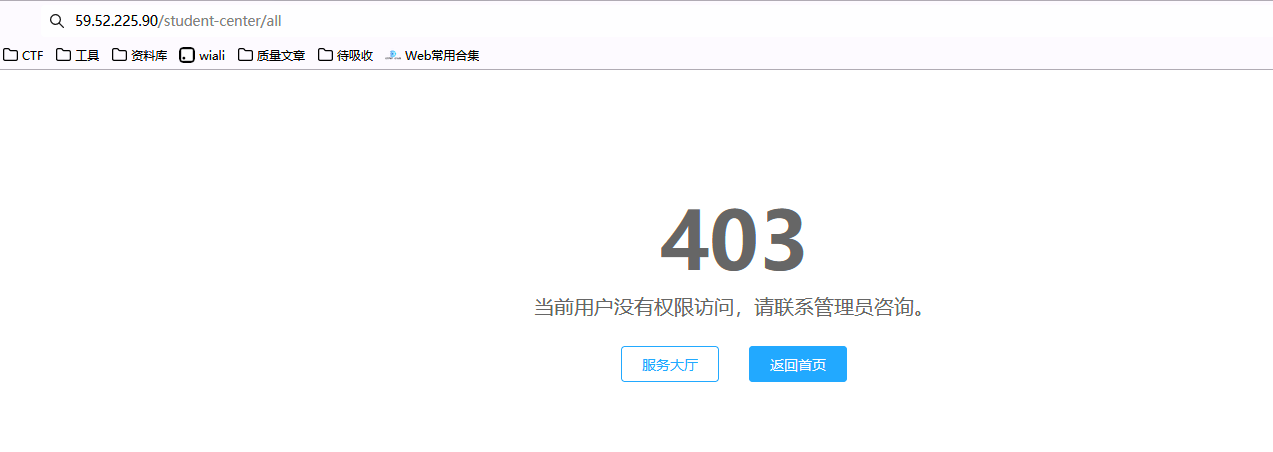 59.52.225.90/student-center/all
CTF 工具 资料库 wiali 质量文章 待吸收 Web常用合集
403
当前用户没有权限访问，请联系管理员咨询。
服务大厅 返回首页